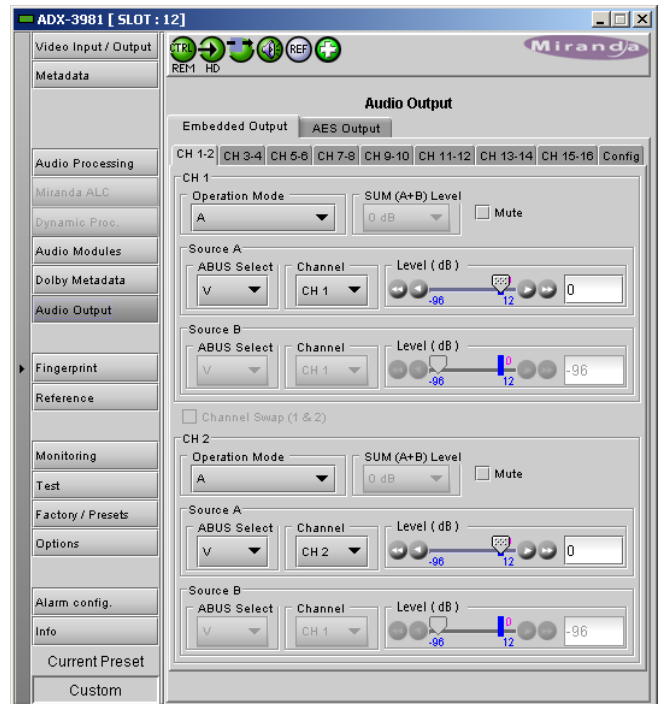 ADX-3981 [ SLOT : 12]
Video Input / Output
Metadata
Audio Processing
Miranda ALC
Dynamic Proc.
Audio Modules
Dolby Metadata
Audio Output
Fingerprint
Reference
Monitoring
Test
Factory / Presets
Options
Alarm config.
Info
Current Preset
Custom
CTRL REF
REM HD
Miranda
Audio Output
Embedded Output AES Output
CH 1-2 CH 3-4 CH 5-6 CH 7-8 CH 9-10 CH 11-12 CH 13-14 CH 15-16 Config
CH 1
Operation Mode SUM (A+B) Level
A 0 dB Mute
Source A
ABUS Select Channel Level ( dB )
V CH 1 0
-96 12
Source B
ABUS Select Channel Level ( dB )
0
V CH 1 -96
-96 12
Channel Swap (1 & 2)
CH 2
Operation Mode SUM (A+B) Level
A 0 dB Mute
Source A
ABUS Select Channel Level ( dB )
V CH 2 0
-96 12
Source B
ABUS Select Channel Level ( dB )
0
V CH 1 -96
-96 12